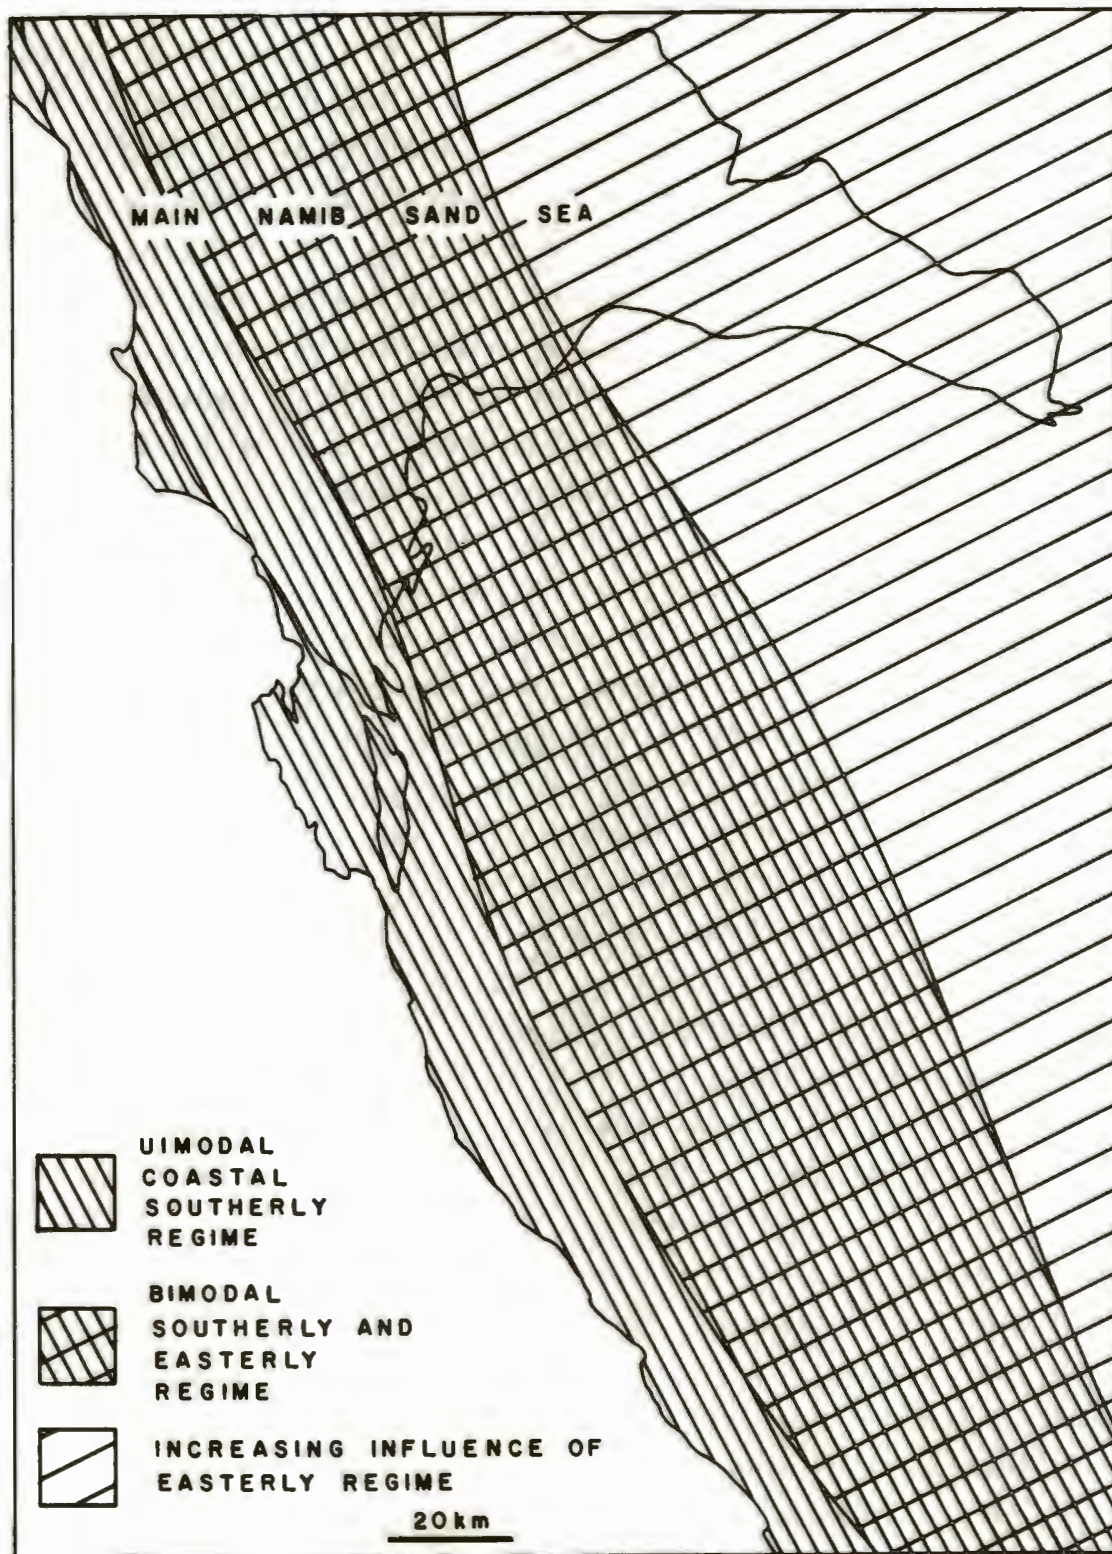 MAIN NAMIB SAND SEA
UIMODAL
COASTAL
SOUTHERLY
REGIME
BIMODAL
SOUTHERLY AND
EASTERLY
REGIME
INCREASING INFLUENCE OF
EASTERLY REGIME
20km